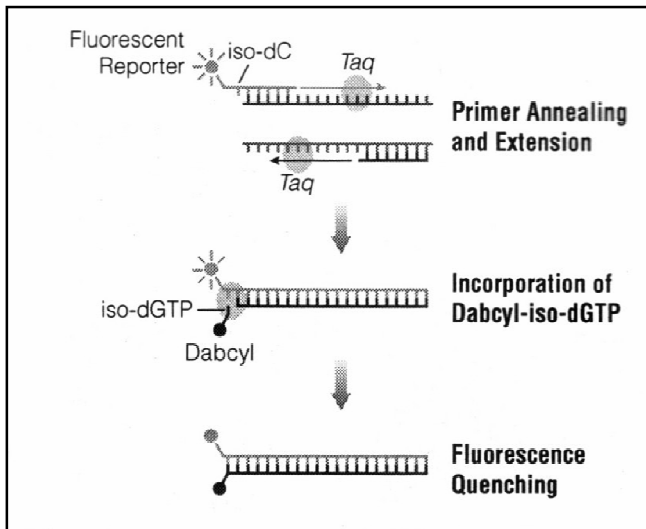 Fluorescent
Reporter
iso-dC
Taq
Primer Annealing
and Extension
Taq
iso-dGTP
Dabcyl
Incorporation of
Dabcyl-iso-dGTP
Fluorescence
Quenching